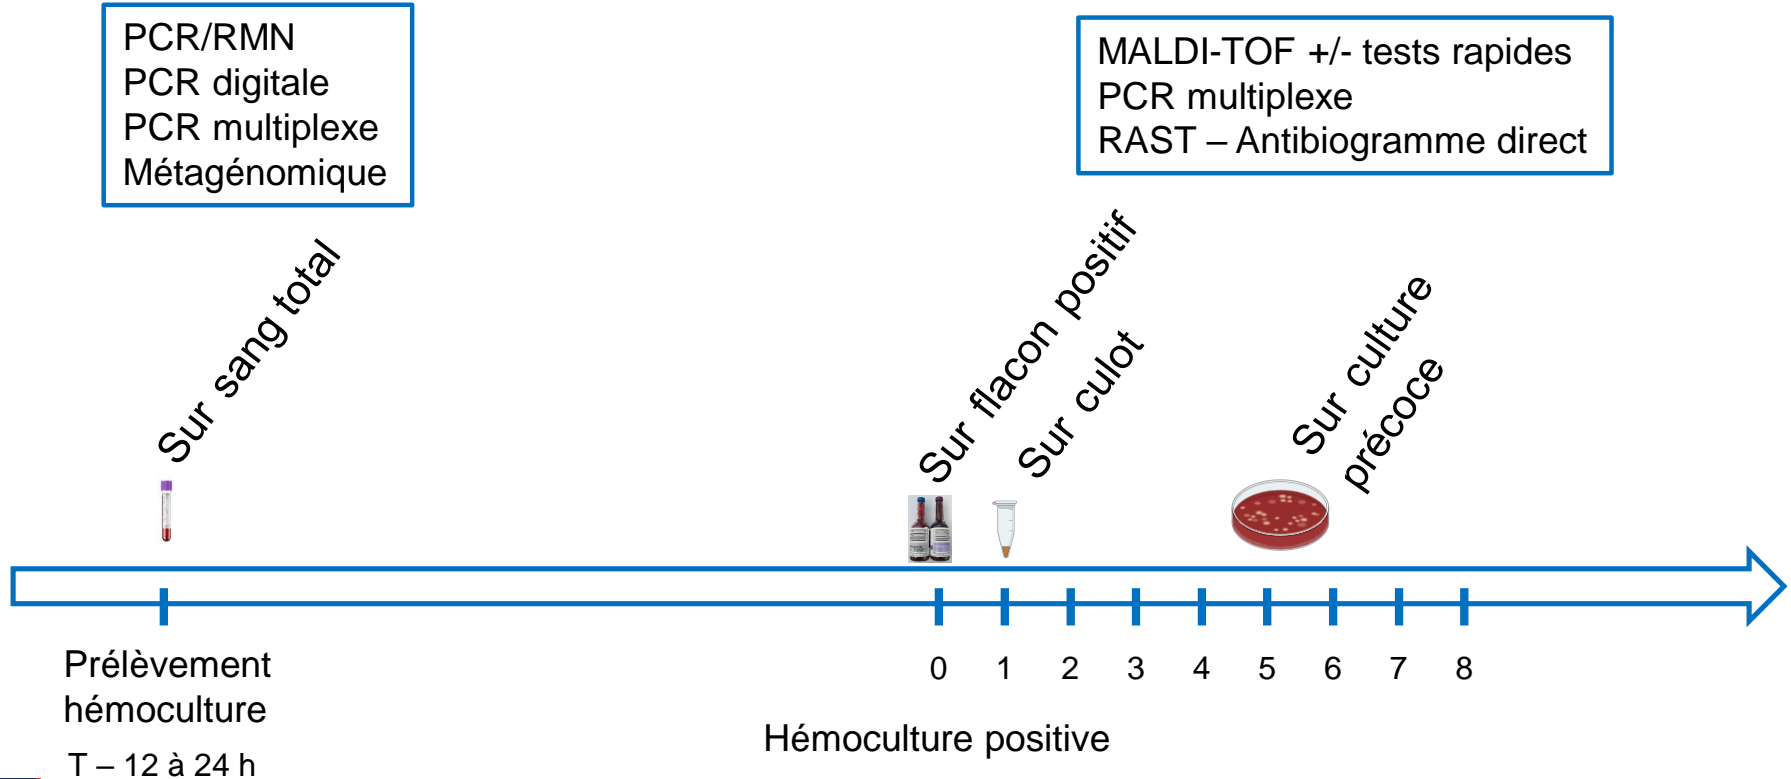 PCR/RMN
PCR digitale
PCR multiplexe
Métagénomique
MALDI-TOF +/- tests rapides
PCR multiplexe
RAST – Antibiogramme direct
Sur sang total
Sur flacon positif
Sur culot
Sur culture
précoce
Prélèvement
hémoculture
T – 12 à 24 h
0 1 2 3 4 5 6 7 8
Hémoculture positive